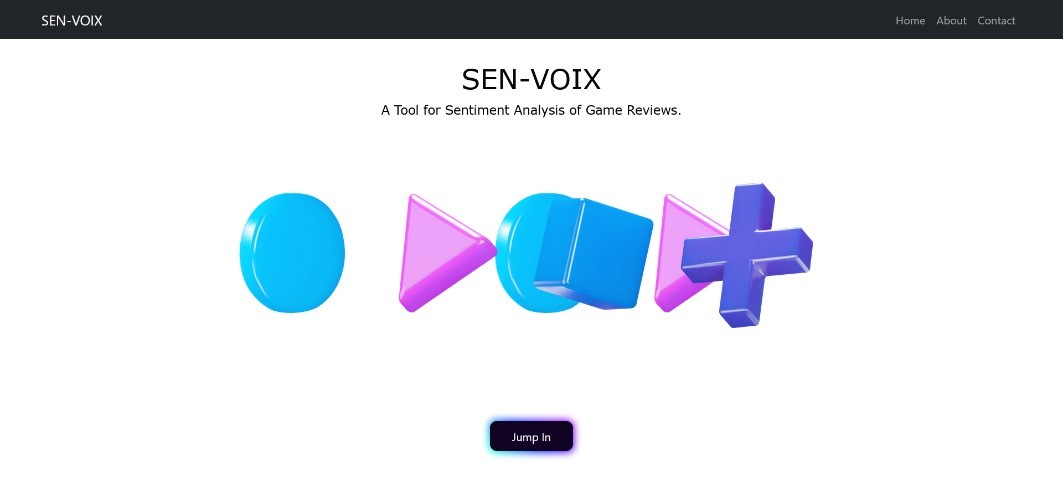 SEN-VOIX
Home About Contact
SEN-VOIX
A Tool for Sentiment Analysis of Game Reviews.
Jump In